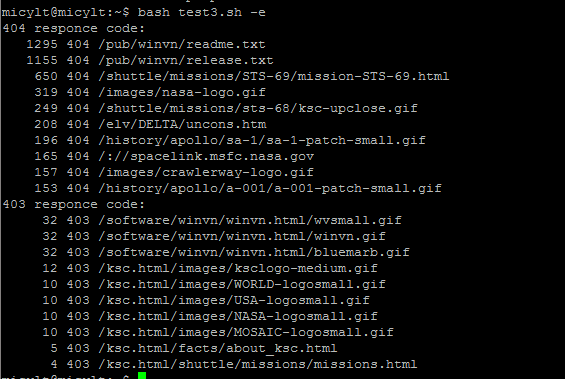 micylt@micylt:~$ bash test3.sh -e
404 responce code:
1295 404 /pub/winvn/readme.txt
1155 404 /pub/winvn/release.txt
650 404 /shuttle/missions/STS-69/mission-STS-69.html
319 404 /images/nasa-logo.gif
249 404 /shuttle/missions/sts-68/ksc-upclose.gif
208 404 /elv/DELTA/uncons.htm
196 404 /history/apollo/sa-1/sa-1-patch-small.gif
165 404 /://spacelink.msfc.nasa.gov
157 404 /images/crawlerway-logo.gif
153 404 /history/apollo/a-001/a-001-patch-small.gif
403 responce code:
32 403 /software/winvn/winvn.html/wvsmall.gif
32 403 /software/winvn/winvn.html/winvn.gif
32 403 /software/winvn/winvn.html/bluemarb.gif
12 403 /ksc.html/images/ksclogo-medium.gif
10 403 /ksc.html/images/WORLD-logosmall.gif
10 403 /ksc.html/images/USA-logosmall.gif
10 403 /ksc.html/images/NASA-logosmall.gif
10 403 /ksc.html/images/MOSAIC-logosmall.gif
5 403 /ksc.html/facts/about_ksc.html
4 403 /ksc.html/shuttle/missions/missions.html
micylt@micylt:~$